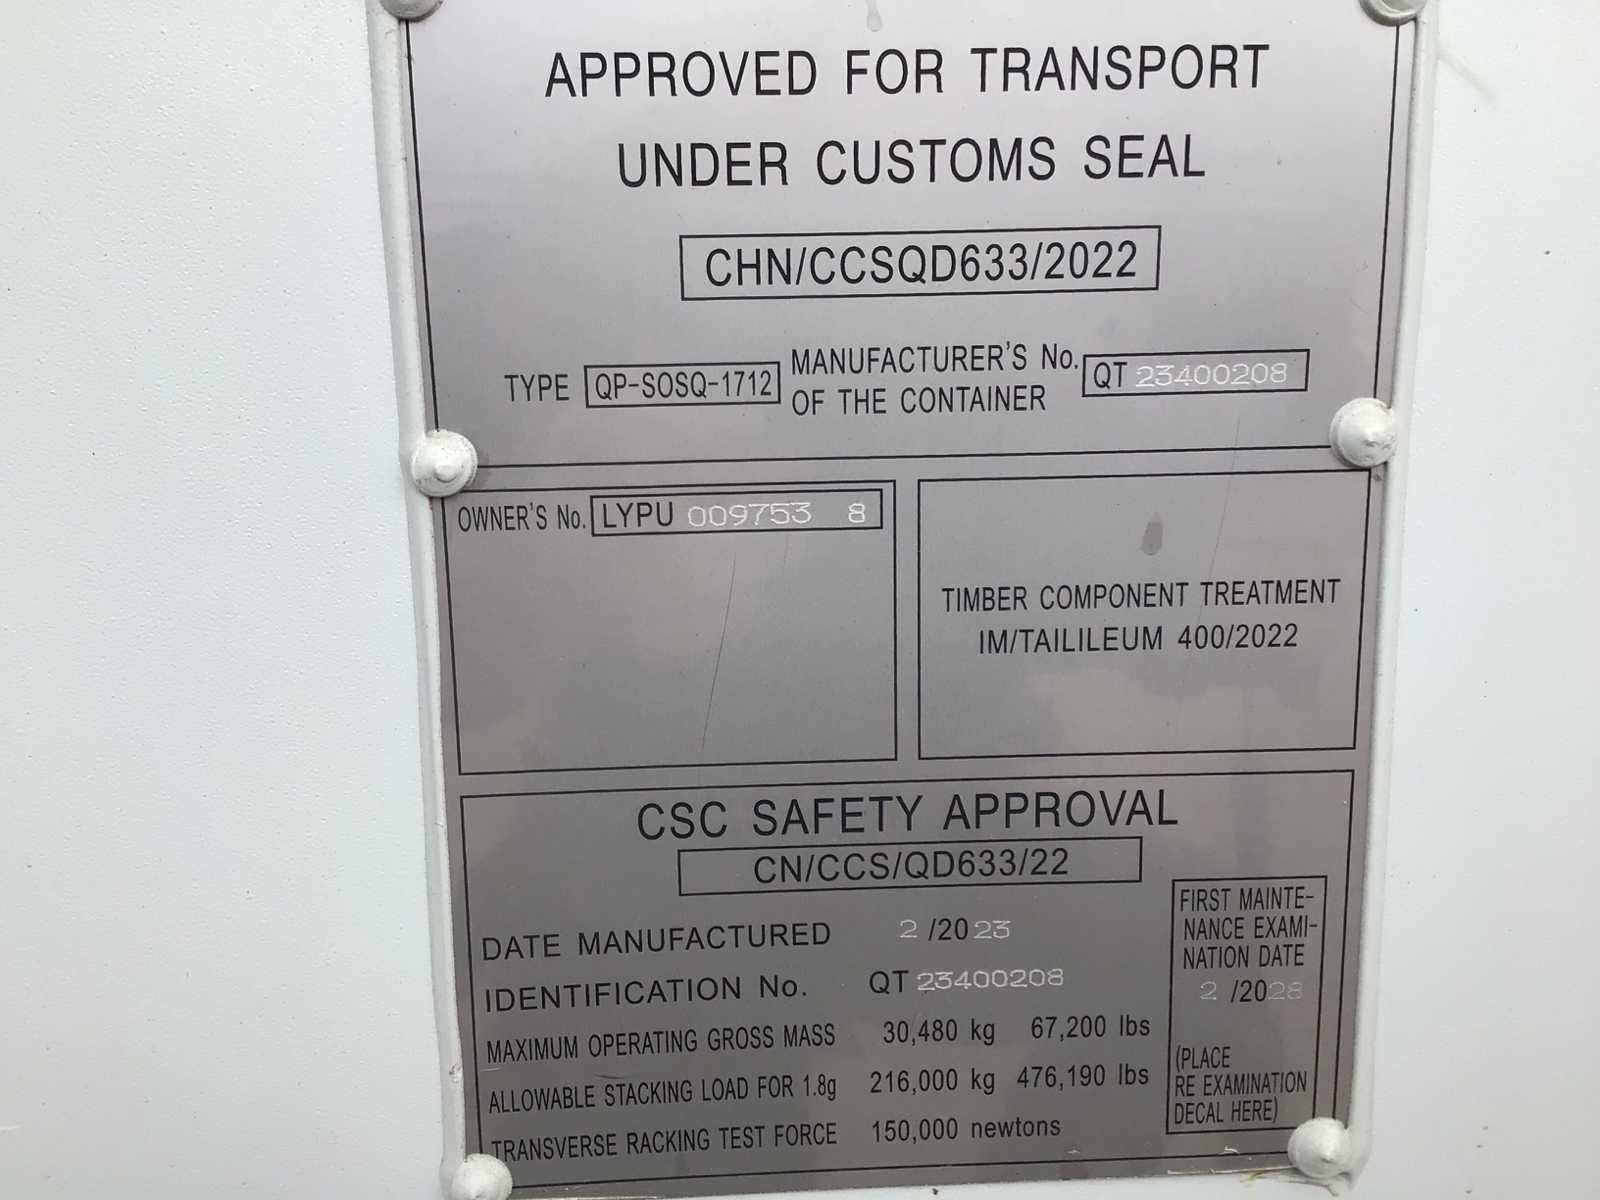 APPROVED FOR TRANSPORT
UNDER CUSTOMS SEAL
CHN/CCSQD633/2022
TYPE QP-SOSQ-1712 MANUFACTURER'S No. OF THE CONTAINER QT 23400208
OWNER'S No. LYPU 009753 8
TIMBER COMPONENT TREATMENT
IM/TAILILEUM 400/2022
CSC SAFETY APPROVAL
CN/CCS/QD633/22
DATE MANUFACTURED 2 /2023
IDENTIFICATION No. QT 23400208
MAXIMUM OPERATING GROSS MASS 30,480 kg 67,200 lbs
ALLOWABLE STACKING LOAD FOR 1.8g 216,000 kg 476,190 lbs
TRANSVERSE RACKING TEST FORCE 150,000 newtons
FIRST MAINTE-
NANCE EXAMI-
NATION DATE
2 /2028
(PLACE
RE EXAMINATION
DECAL HERE)